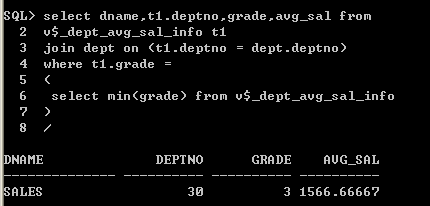 SQL> select dname,t1.deptno,grade,avg_sal from
2 v$_dept_avg_sal_info t1
3 join dept on (t1.deptno = dept.deptno)
4 where t1.grade =
5 (
6 select min(grade) from v$_dept_avg_sal_info
7 )
8 /
DNAME DEPTNO GRADE AVG_SAL
-------------- ---------- ---------- ----------
SALES 30 3 1566.66667